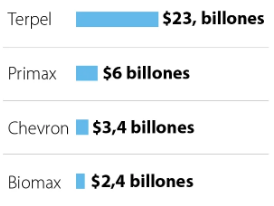 Terpel $23, billones
Primax $6 billones
Chevron $3,4 billones
Biomax $2,4 billones